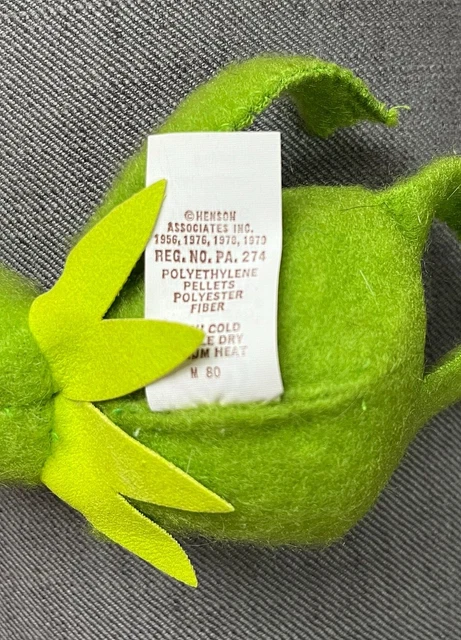 © HENSON
ASSOCIATES INC.
1956, 1976, 1978, 1979
REG. NO. PA. 274
POLYETHYLENE
PELLETS
POLYESTER
FIBER
COLD
DRY
HEAT
M 80